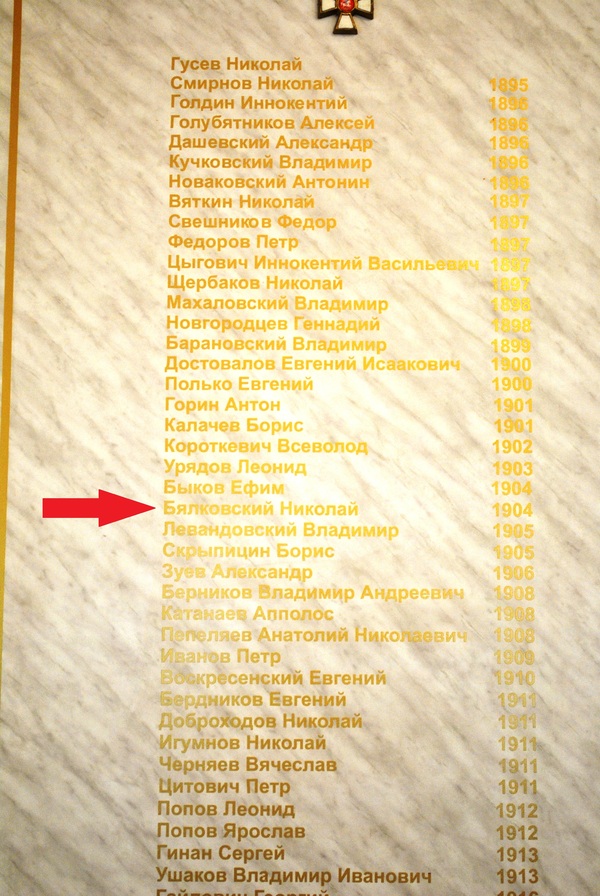 Гусев Николай
Смирнов Николай 1895
Голдин Иннокентий 1896
Голубятников Алексей 1896
Дашевский Александр 1896
Кучковский Владимир 1896
Новаковский Антонин 1896
Вяткин Николай 1897
Свешников Федор 1897
Федоров Петр 1897
Цыгович Иннокентий Васильевич 1897
Щербаков Николай 1897
Махаловский Владимир 1898
Новгородцев Геннадий 1898
Барановский Владимир 1899
Достовалов Евгений Исаакович 1900
Полько Евгений 1900
Горин Антон 1901
Калачев Борис 1901
Короткевич Всеволод 1902
Урядов Леонид 1903
Быков Ефим 1904
Бялковский Николай 1904
Левандовский Владимир 1905
Скрыпицин Борис 1905
Зуев Александр 1906
Берников Владимир Андреевич 1908
Катанаев Апполос 1908
Пепеляев Анатолий Николаевич 1908
Иванов Петр 1909
Воскресенский Евгений 1910
Бердников Евгений 1911
Доброходов Николай 1911
Игумнов Николай 1911
Черняев Вячеслав 1911
Цитович Петр 1911
Попов Леонид 1912
Попов Ярослав 1912
Гинан Сергей 1913
Ушаков Владимир Иванович 1913